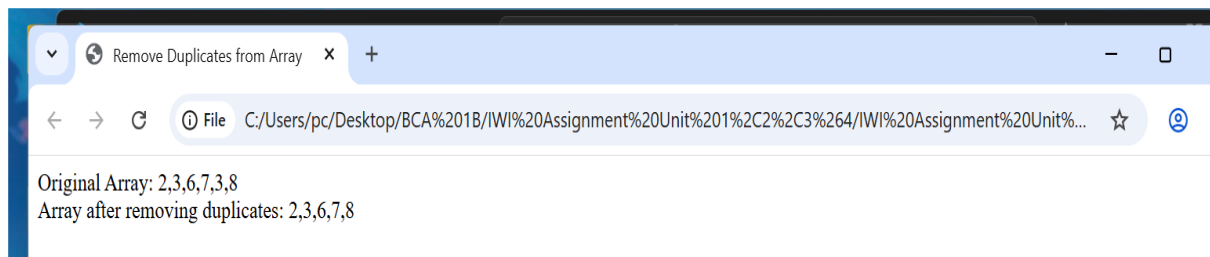 Remove Duplicates from Array
File C:/Users/pc/Desktop/BCA%201B/IWI%20Assignment%20Unit%201%2C2%2C3%264/IWI%20Assignment%20Unit%...
Original Array: 2,3,6,7,3,8
Array after removing duplicates: 2,3,6,7,8